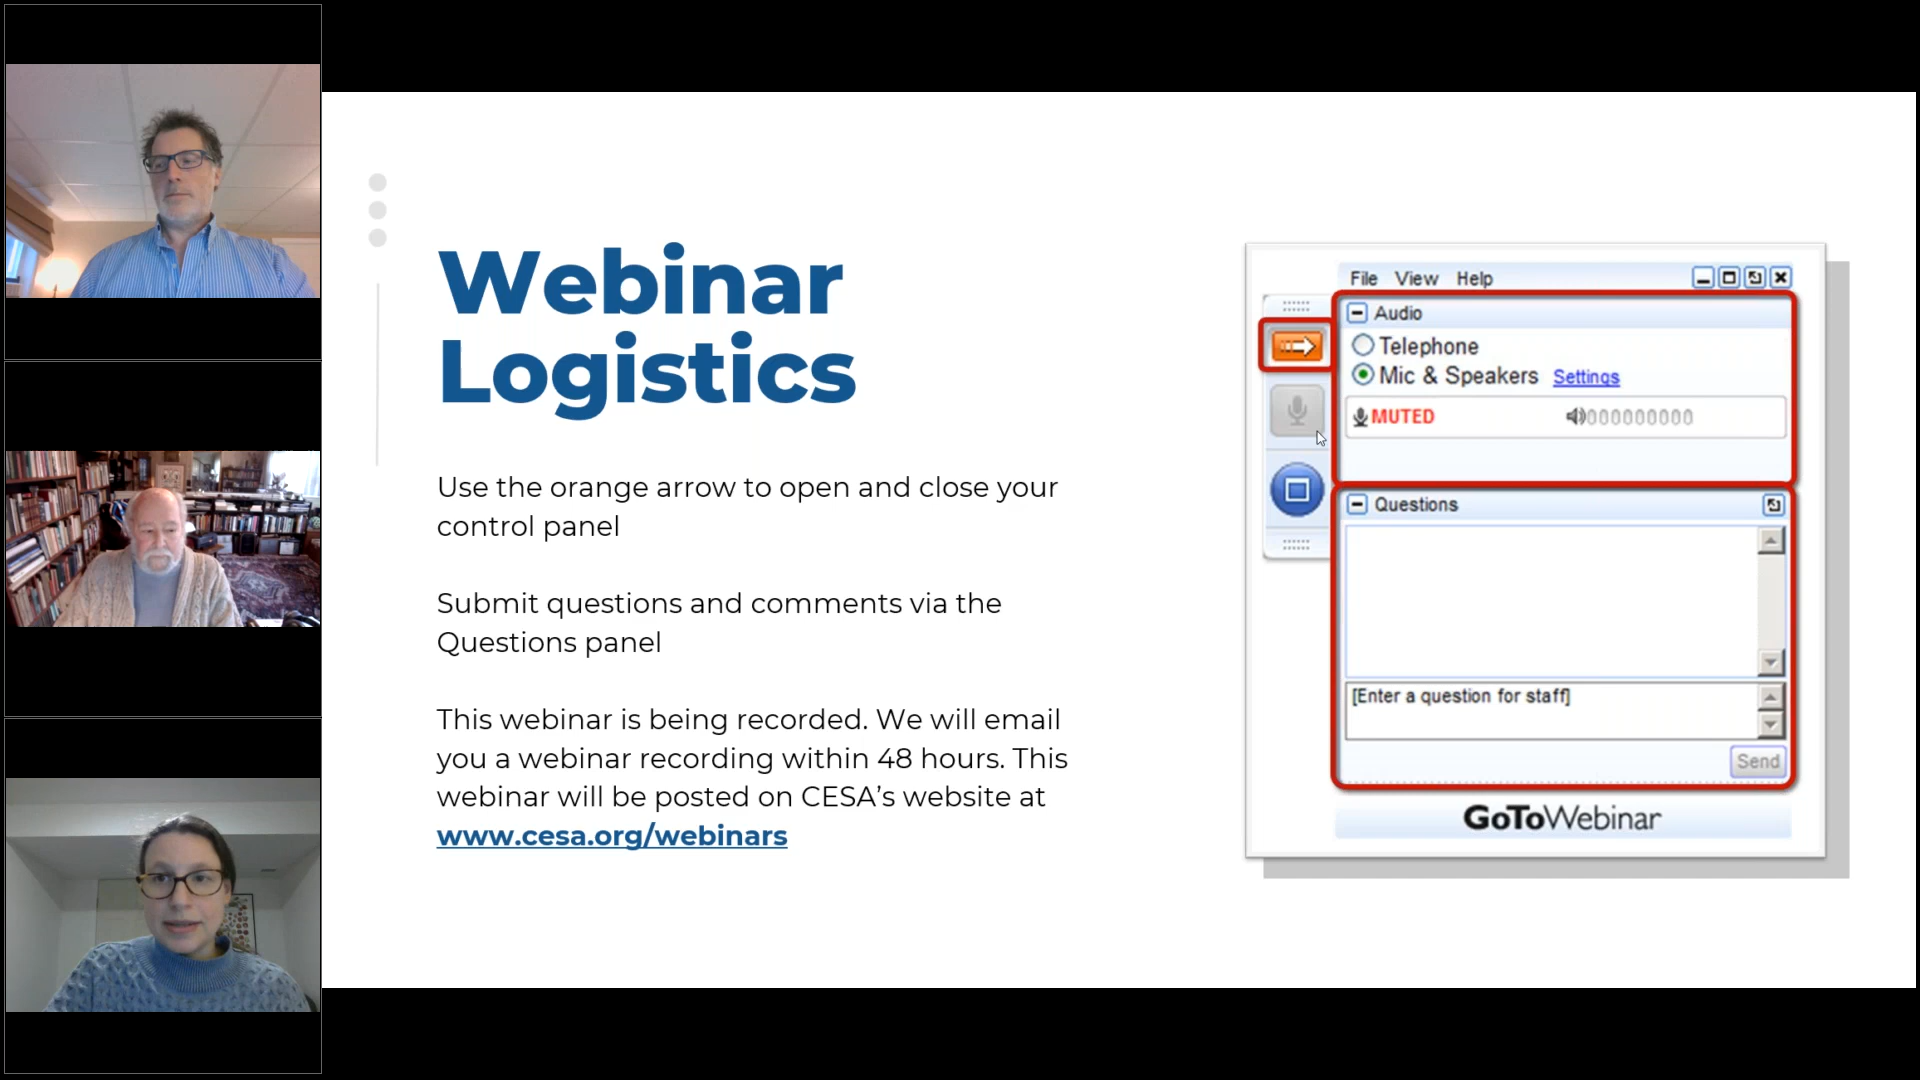 Webinar
Logistics
Use the orange arrow to open and close your
control panel
Submit questions and comments via the
Questions panel
This webinar is being recorded. We will email
you a webinar recording within 48 hours. This
webinar will be posted on CESA’s website at
www.cesa.org/webinars
File View Help
Audio
Telephone
Mic & Speakers Settings
MUTED 000000000
Questions
[Enter a question for staff]
Send
GoToWebinar